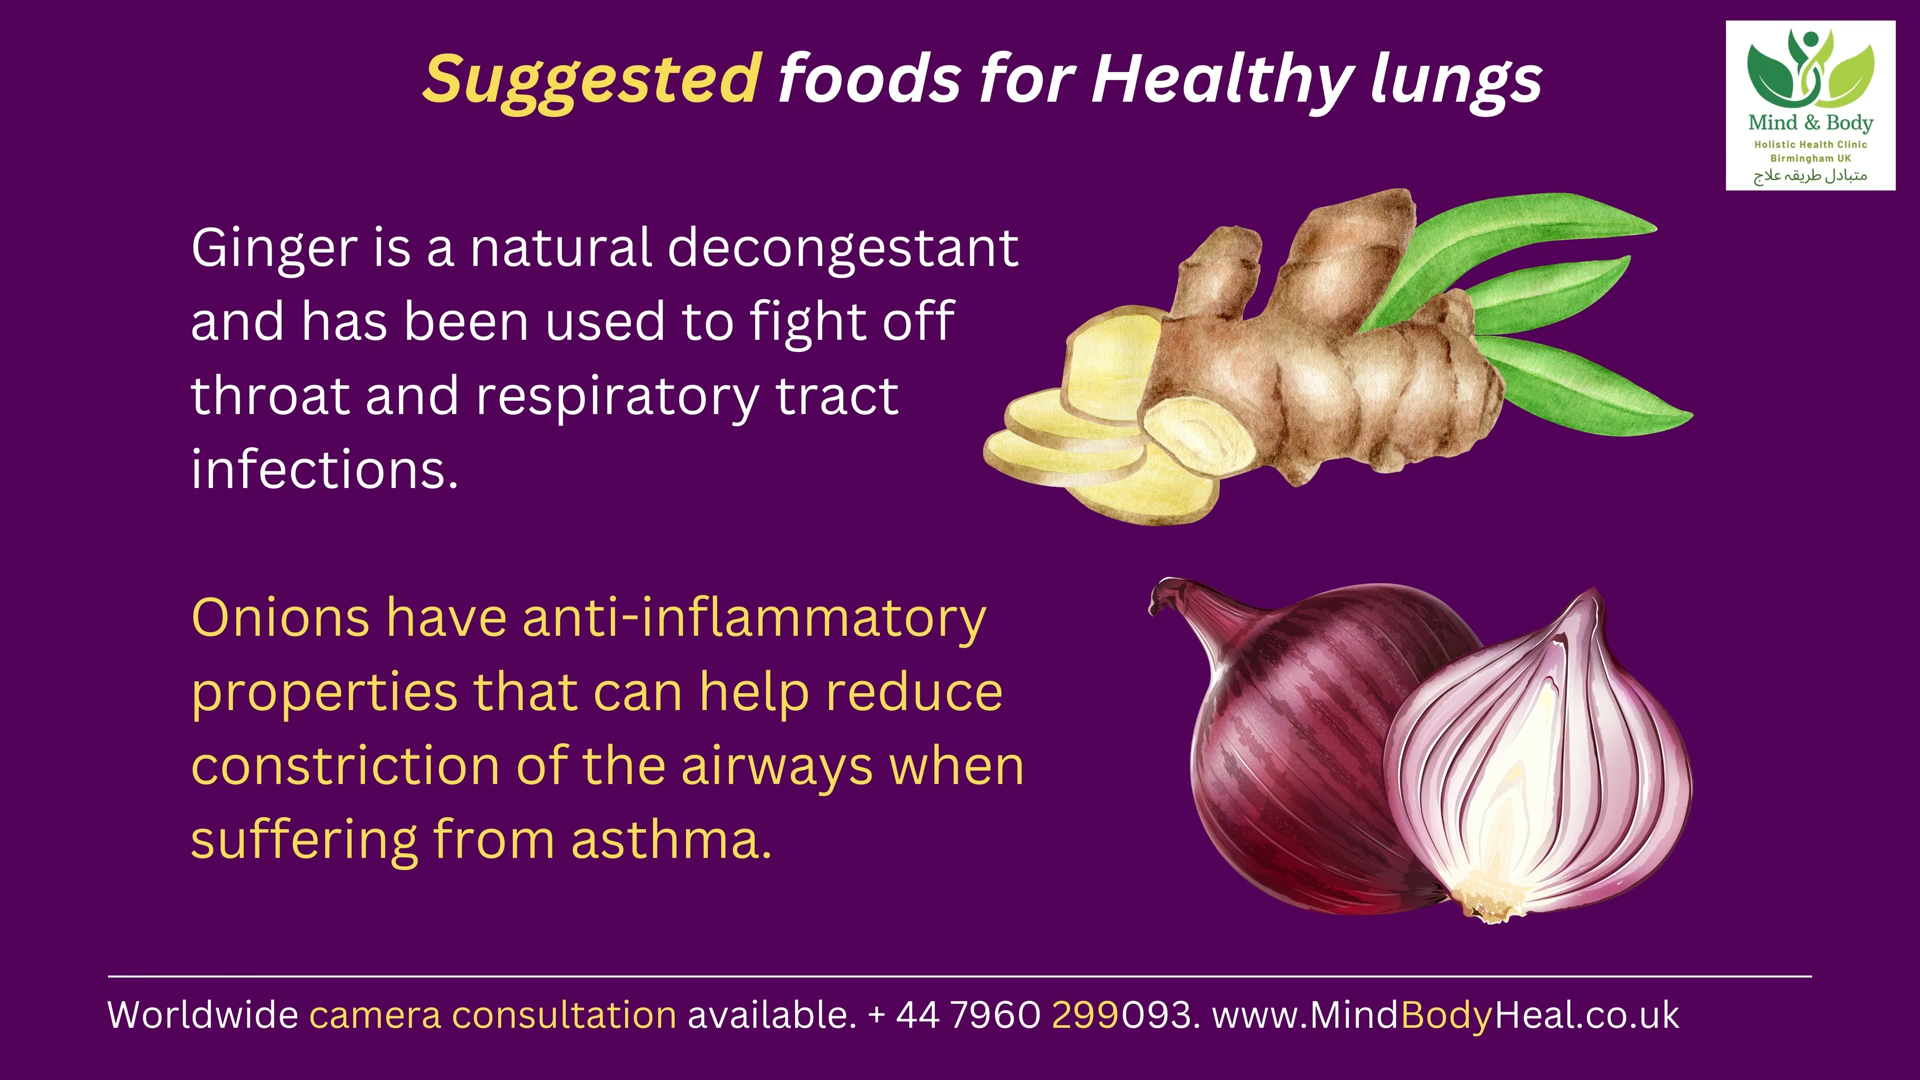 Suggested foods for Healthy lungs
Mind & Body
Holistic Health Clinic
Birmingham UK
متبادل طریقہ علاج
Ginger is a natural decongestant
and has been used to fight off
throat and respiratory tract
infections.
Onions have anti-inflammatory
properties that can help reduce
constriction of the airways when
suffering from asthma.
Worldwide camera consultation available. + 44 7960 299093. www.MindBodyHeal.co.uk